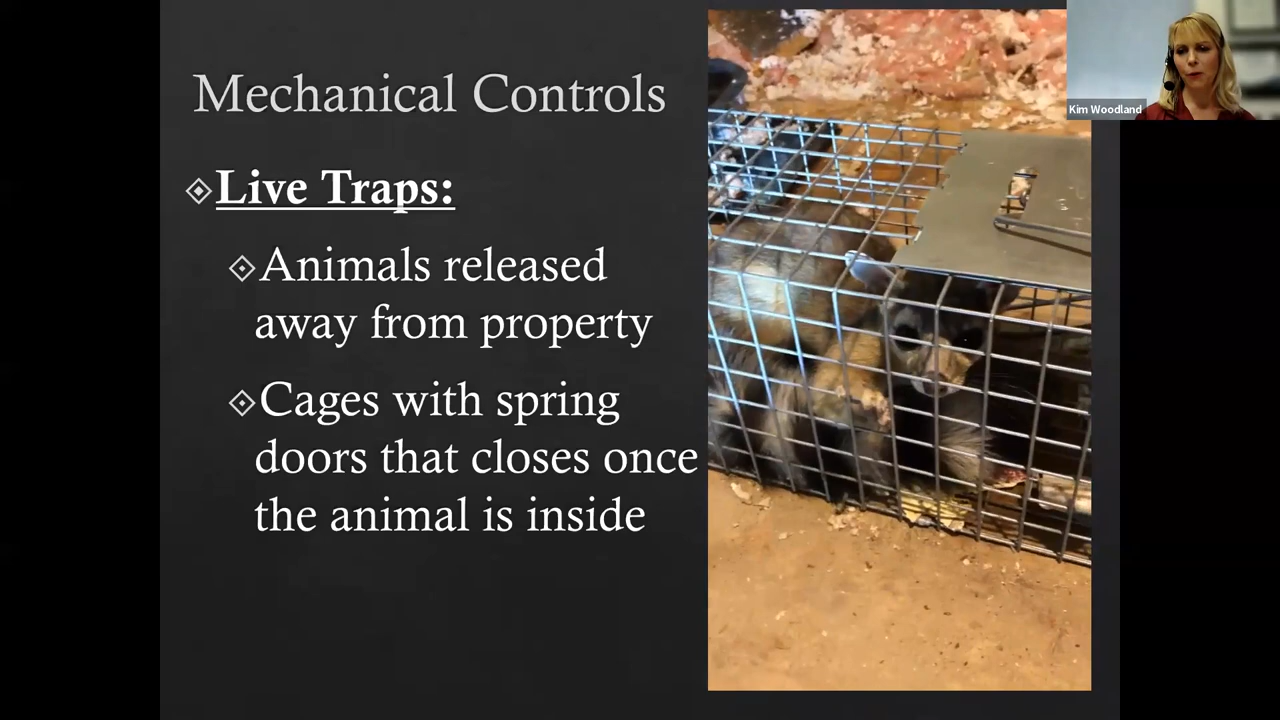 Mechanical Controls
Live Traps:
Animals released
away from property
Cages with spring
doors that closes once
the animal is inside
Kim Woodland